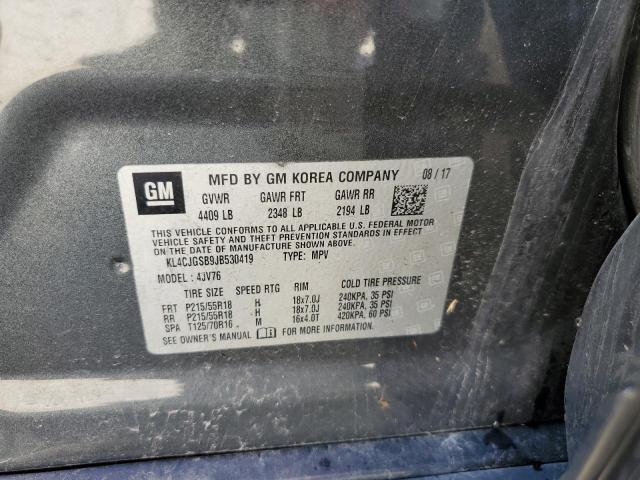 GM
MFD BY GM KOREA COMPANY 08 / 17
GVWR GAWR FRT GAWR RR
4409 LB 2348 LB 2194 LB
THIS VEHICLE CONFORMS TO ALL APPLICABLE U.S. FEDERAL MOTOR
VEHICLE SAFETY AND THEFT PREVENTION STANDARDS IN EFFECT ON THE
DATE OF MANUFACTURE SHOWN ABOVE.
KL4CJGSB9JB530419 TYPE: MPV
MODEL: 4JV76
TIRE SIZE SPEED RTG RIM COLD TIRE PRESSURE
FRT P215/55R18 H 18x7.0J 240KPA, 35 PSI
RR P215/55R18 H 18x7.0J 240KPA, 35 PSI
SPA T125/70R16 M 16x4.0T 420KPA, 60 PSI
SEE OWNER'S MANUAL FOR MORE INFORMATION.